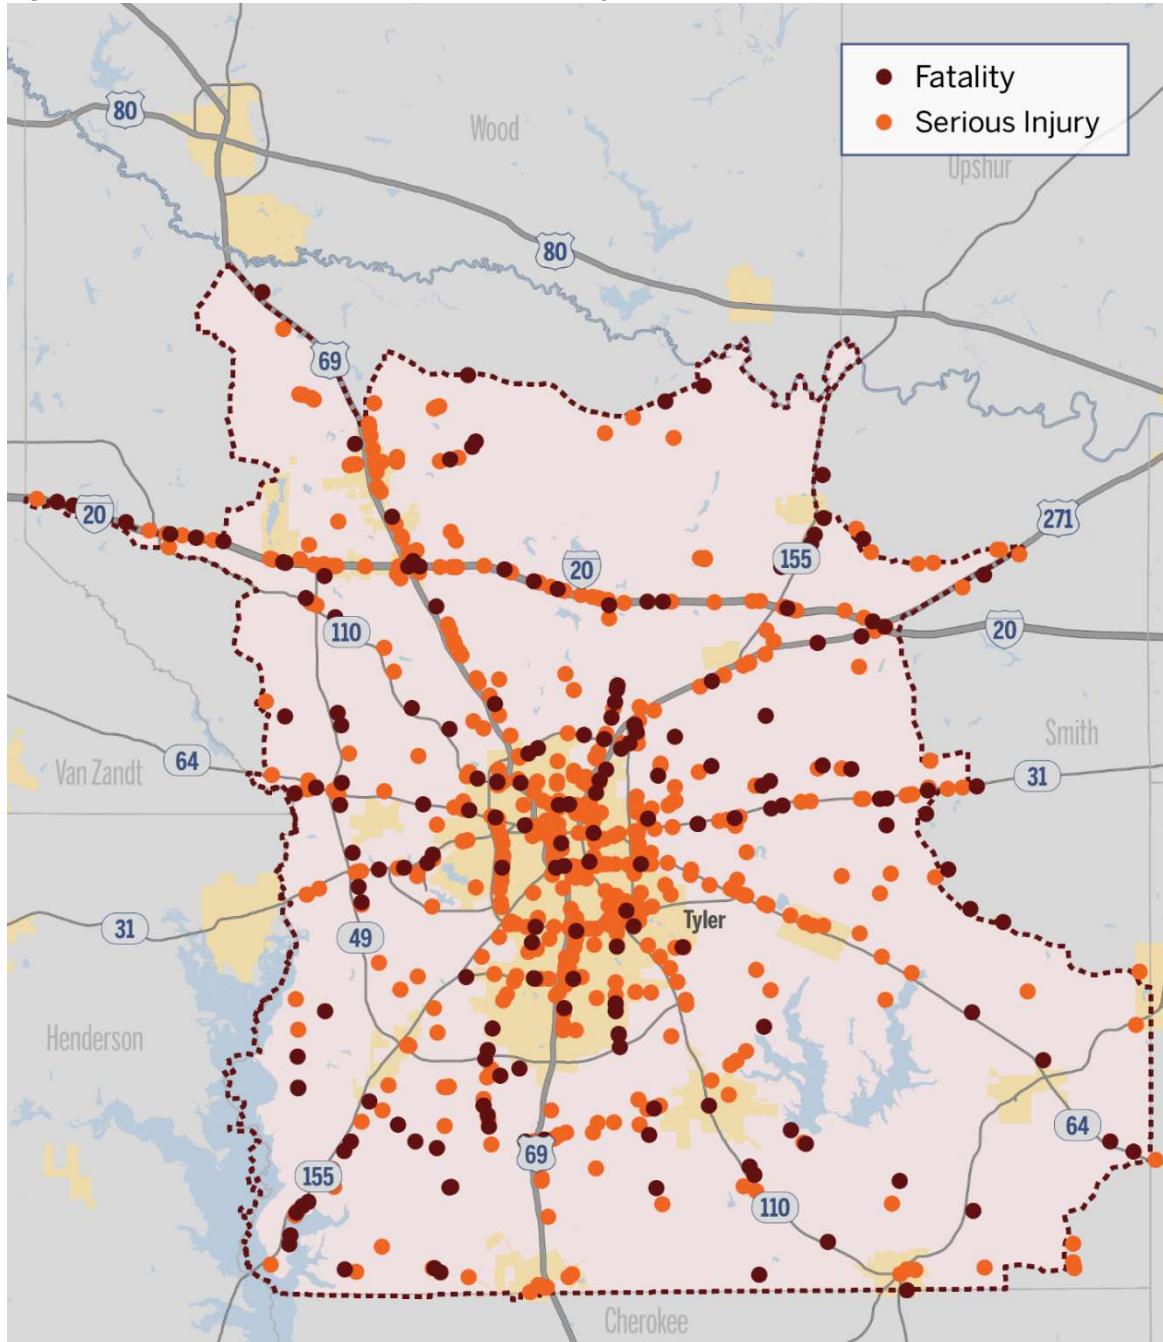 Fatality
Serious Injury
80
Wood
Upshur
80
69
20
271
155
20
20
110
Smith
64
Van Zandt
31
Tyler
31
49
Henderson
64
69
155
110
Cherokee